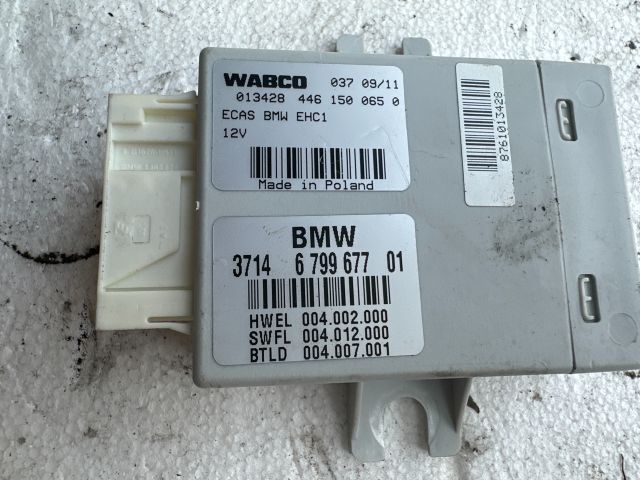 WABCO 037 09/11
013428 446 150 065 0
ECAS BMW EHC1
12V
Made in Poland
8761013428
BMW
3714 6 799 677 01
HWEL 004.002.000
SWFL 004.012.000
BTLD 004.007.001